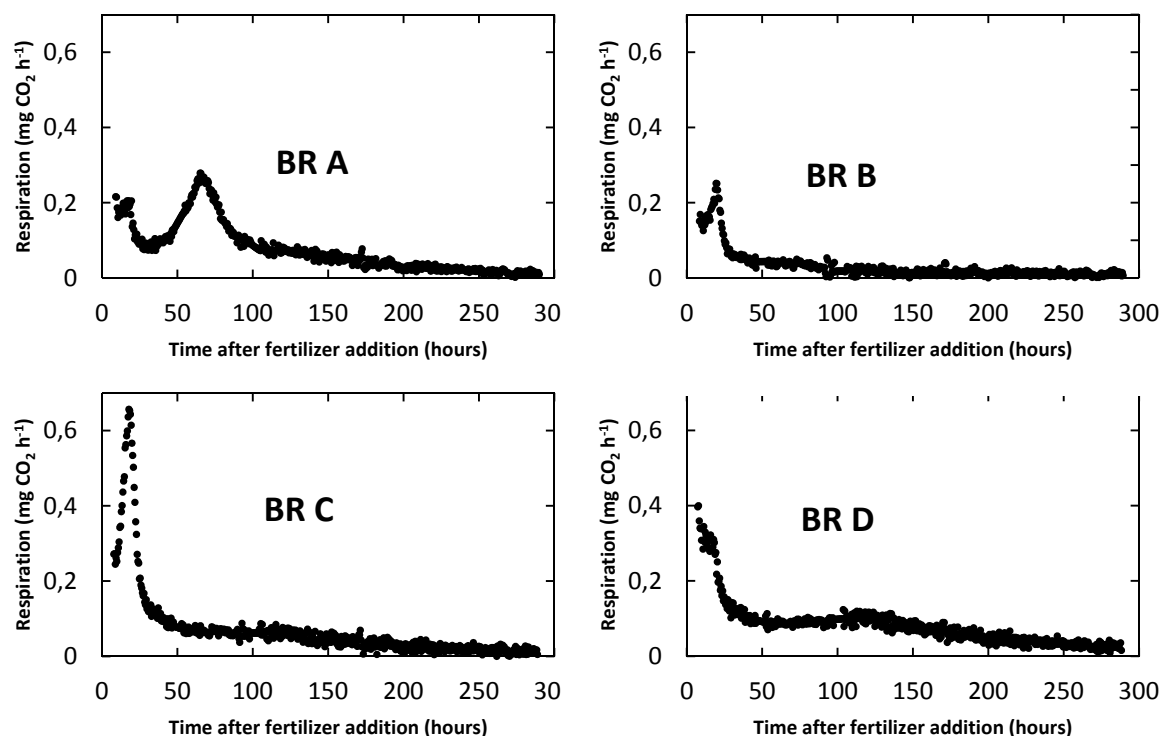 Respiration (mg CO₂ h⁻¹)
0,6
0,4
0,2
0
BR A
0 50 100 150 200 250 30
Time after fertilizer addition (hours)
Respiration (mg CO₂ h⁻¹)
0,6
0,4
0,2
0
BR B
0 50 100 150 200 250 300
Time after fertilizer addition (hours)
Respiration (mg CO₂ h⁻¹)
0,6
0,4
0,2
0
BR C
0 50 100 150 200 250 30
Time after fertilizer addition (hours)
Respiration (mg CO₂ h⁻¹)
0,6
0,4
0,2
0
BR D
0 50 100 150 200 250 300
Time after fertilizer addition (hours)